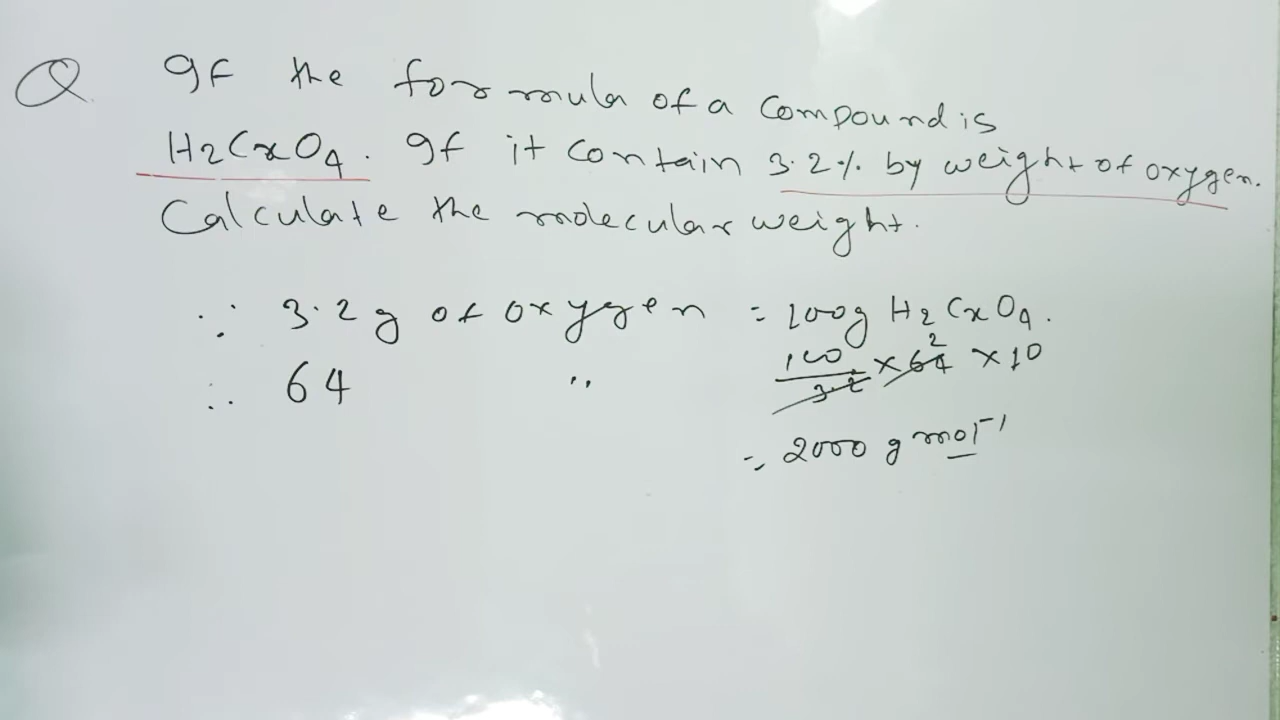 Q. If the formula of a compound is
H2CxO4. If it contain 3.2% by weight of oxygen.
Calculate the molecular weight.
∵ 3.2 g of oxygen = 100g H2CxO4.
∴ 64 " 100/3.2 × 64 2 × 10
= 2000 g mol⁻¹